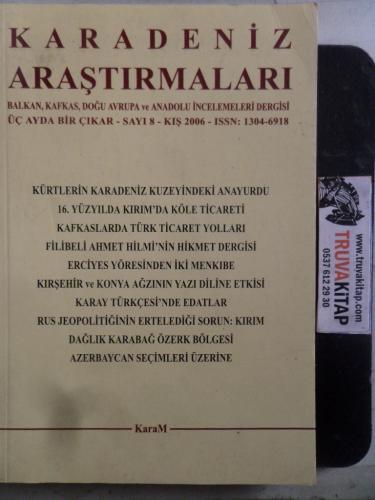 KARADENİZ
ARAŞTIRMALARI
BALKAN, KAFKAS, DOĞU AVRUPA ve ANADOLU İNCELEMELERİ DERGİSİ
ÜÇ AYDA BİR ÇIKAR - SAYI 8 - KIŞ 2006 - ISSN: 1304-6918
KÜRTLERİN KARADENİZ KUZEYİNDEKİ ANAYURDU
16. YÜZYILDA KIRIM'DA KÖLE TİCARETİ
KAFKASLARDA TÜRK TİCARET YOLLARI
FİLİBELİ AHMET HİLMİ'NİN HİKMET DERGİSİ
ERCİYES YÖRESİNDEN İKİ MENKIBE
KIRŞEHİR ve KONYA AĞZININ YAZI DİLİNE ETKİSİ
KARAY TÜRKÇESİ'NDE EDATLAR
RUS JEOPOLİTİĞİNİN ERTELEDİĞİ SORUN: KIRIM
DAĞLIK KARABAĞ ÖZERK BÖLGESİ
AZERBAYCAN SEÇİMLERİ ÜZERİNE
KaraM
www.truvakitap.com
TRUVAKİTAP
0537 612 29 30